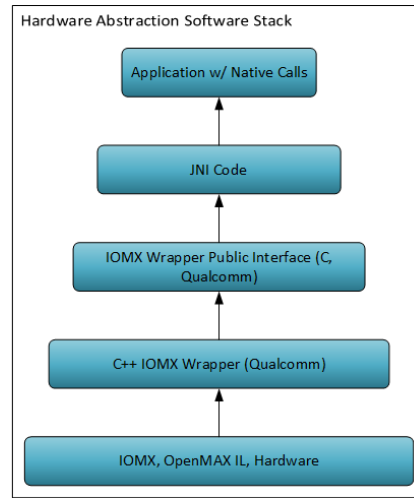 Hardware Abstraction Software Stack
Application w/ Native Calls
JNI Code
IOMX Wrapper Public Interface (C,
Qualcomm)
C++ IOMX Wrapper (Qualcomm)
IOMX, OpenMAX IL, Hardware